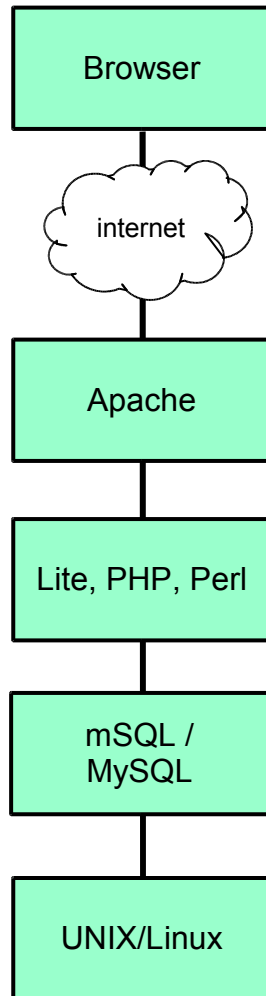 Browser
internet
Apache
Lite, PHP, Perl
mSQL /
MySQL
UNIX/Linux